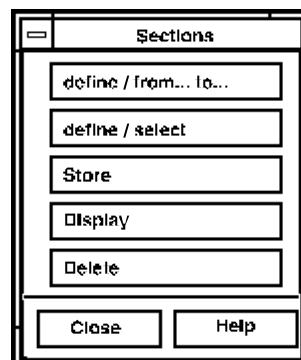 Sections
define / from... to...
define / select
Store
Display
Delete
Close
Help